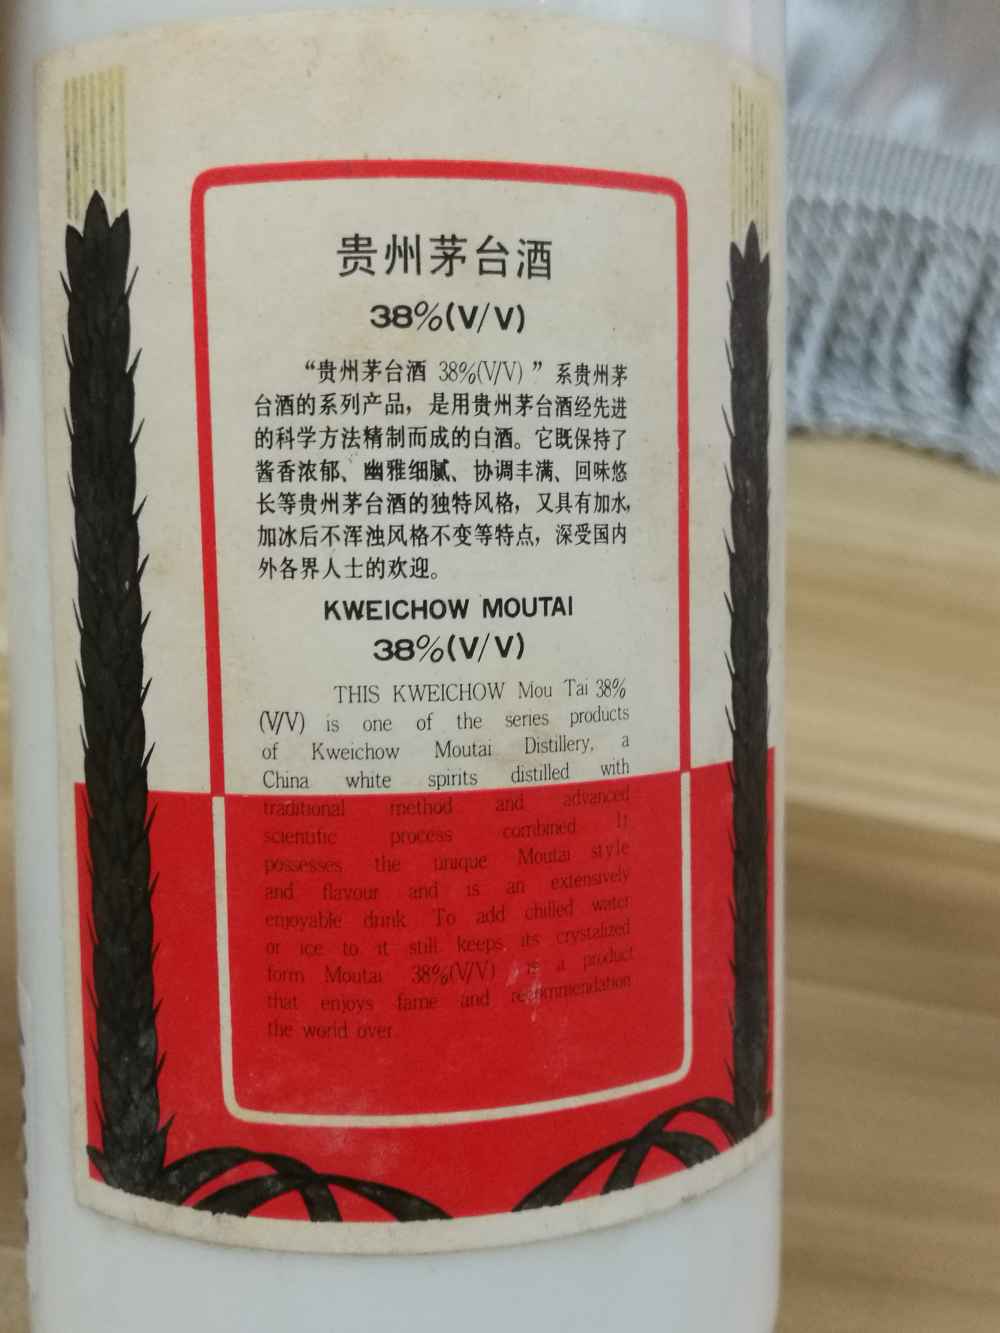 贵州茅台酒
38%(V/V)
“贵州茅台酒 38%(V/V)”系贵州茅
台酒的系列产品，是用贵州茅台酒经先进
的科学方法精制而成的白酒。它既保持了
酱香浓郁、幽雅细腻、协调丰满、回味悠
长等贵州茅台酒的独特风格，又具有加水，
加冰后不浑浊风格不变等特点，深受国内
外各界人士的欢迎。
KWEICHOW MOUTAI
38%(V/V)
THIS KWEICHOW Mou Tai 38%
(V/V) is one of the series products
of Kweichow Moutai Distillery, a
China white spirits distilled with
traditional method and advanced
scientific process combined It
possesses the unique Moutai style
and flavour and is an extensively
enjoyable drink To add chilled water
or ice to it still keeps its crystalized
form Moutai 38%(V/V) is a product
that enjoys fame and recommendation
the world over.